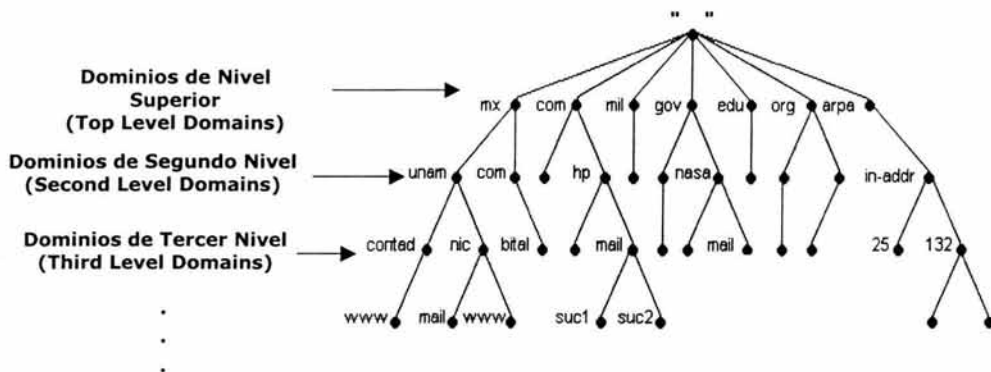 " "
Dominios de Nivel
Superior
(Top Level Domains)
mx com mil gov edu org arpa
Dominios de Segundo Nivel
(Second Level Domains)
unam com hp nasa in-addr
Dominios de Tercer Nivel
(Third Level Domains)
contad nic bital mail mail 25 132
www mail www suc1 suc2
.
.
.